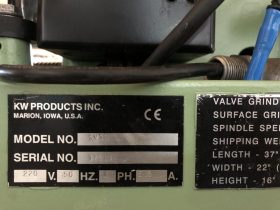 KW PRODUCTS INC.
MARION, IOWA, U.S.A.
CE
MODEL NO.
SERIAL NO.
220 V. 50 HZ. PH. A.
VALVE GRIND
SURFACE GRI
SPINDLE SPE
SHIPPING WE
LENGTH - 37"
WIDTH - 22" (
HEIGHT - 16"